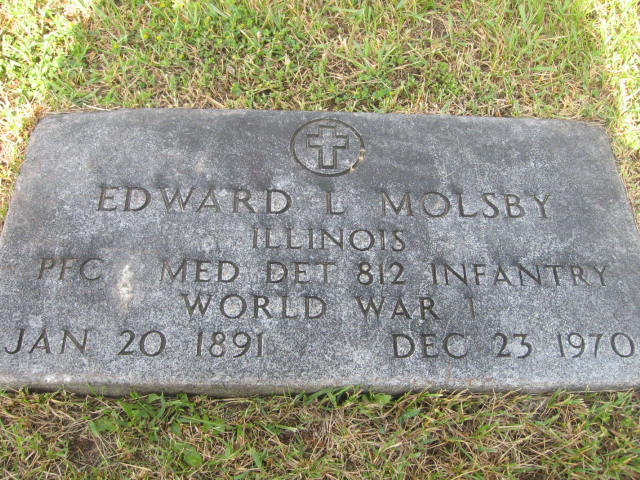 EDWARD L MOLSBY
ILLINOIS
PFC MED DET 812 INFANTRY
WORLD WAR I
JAN 20 1891 DEC 23 1970